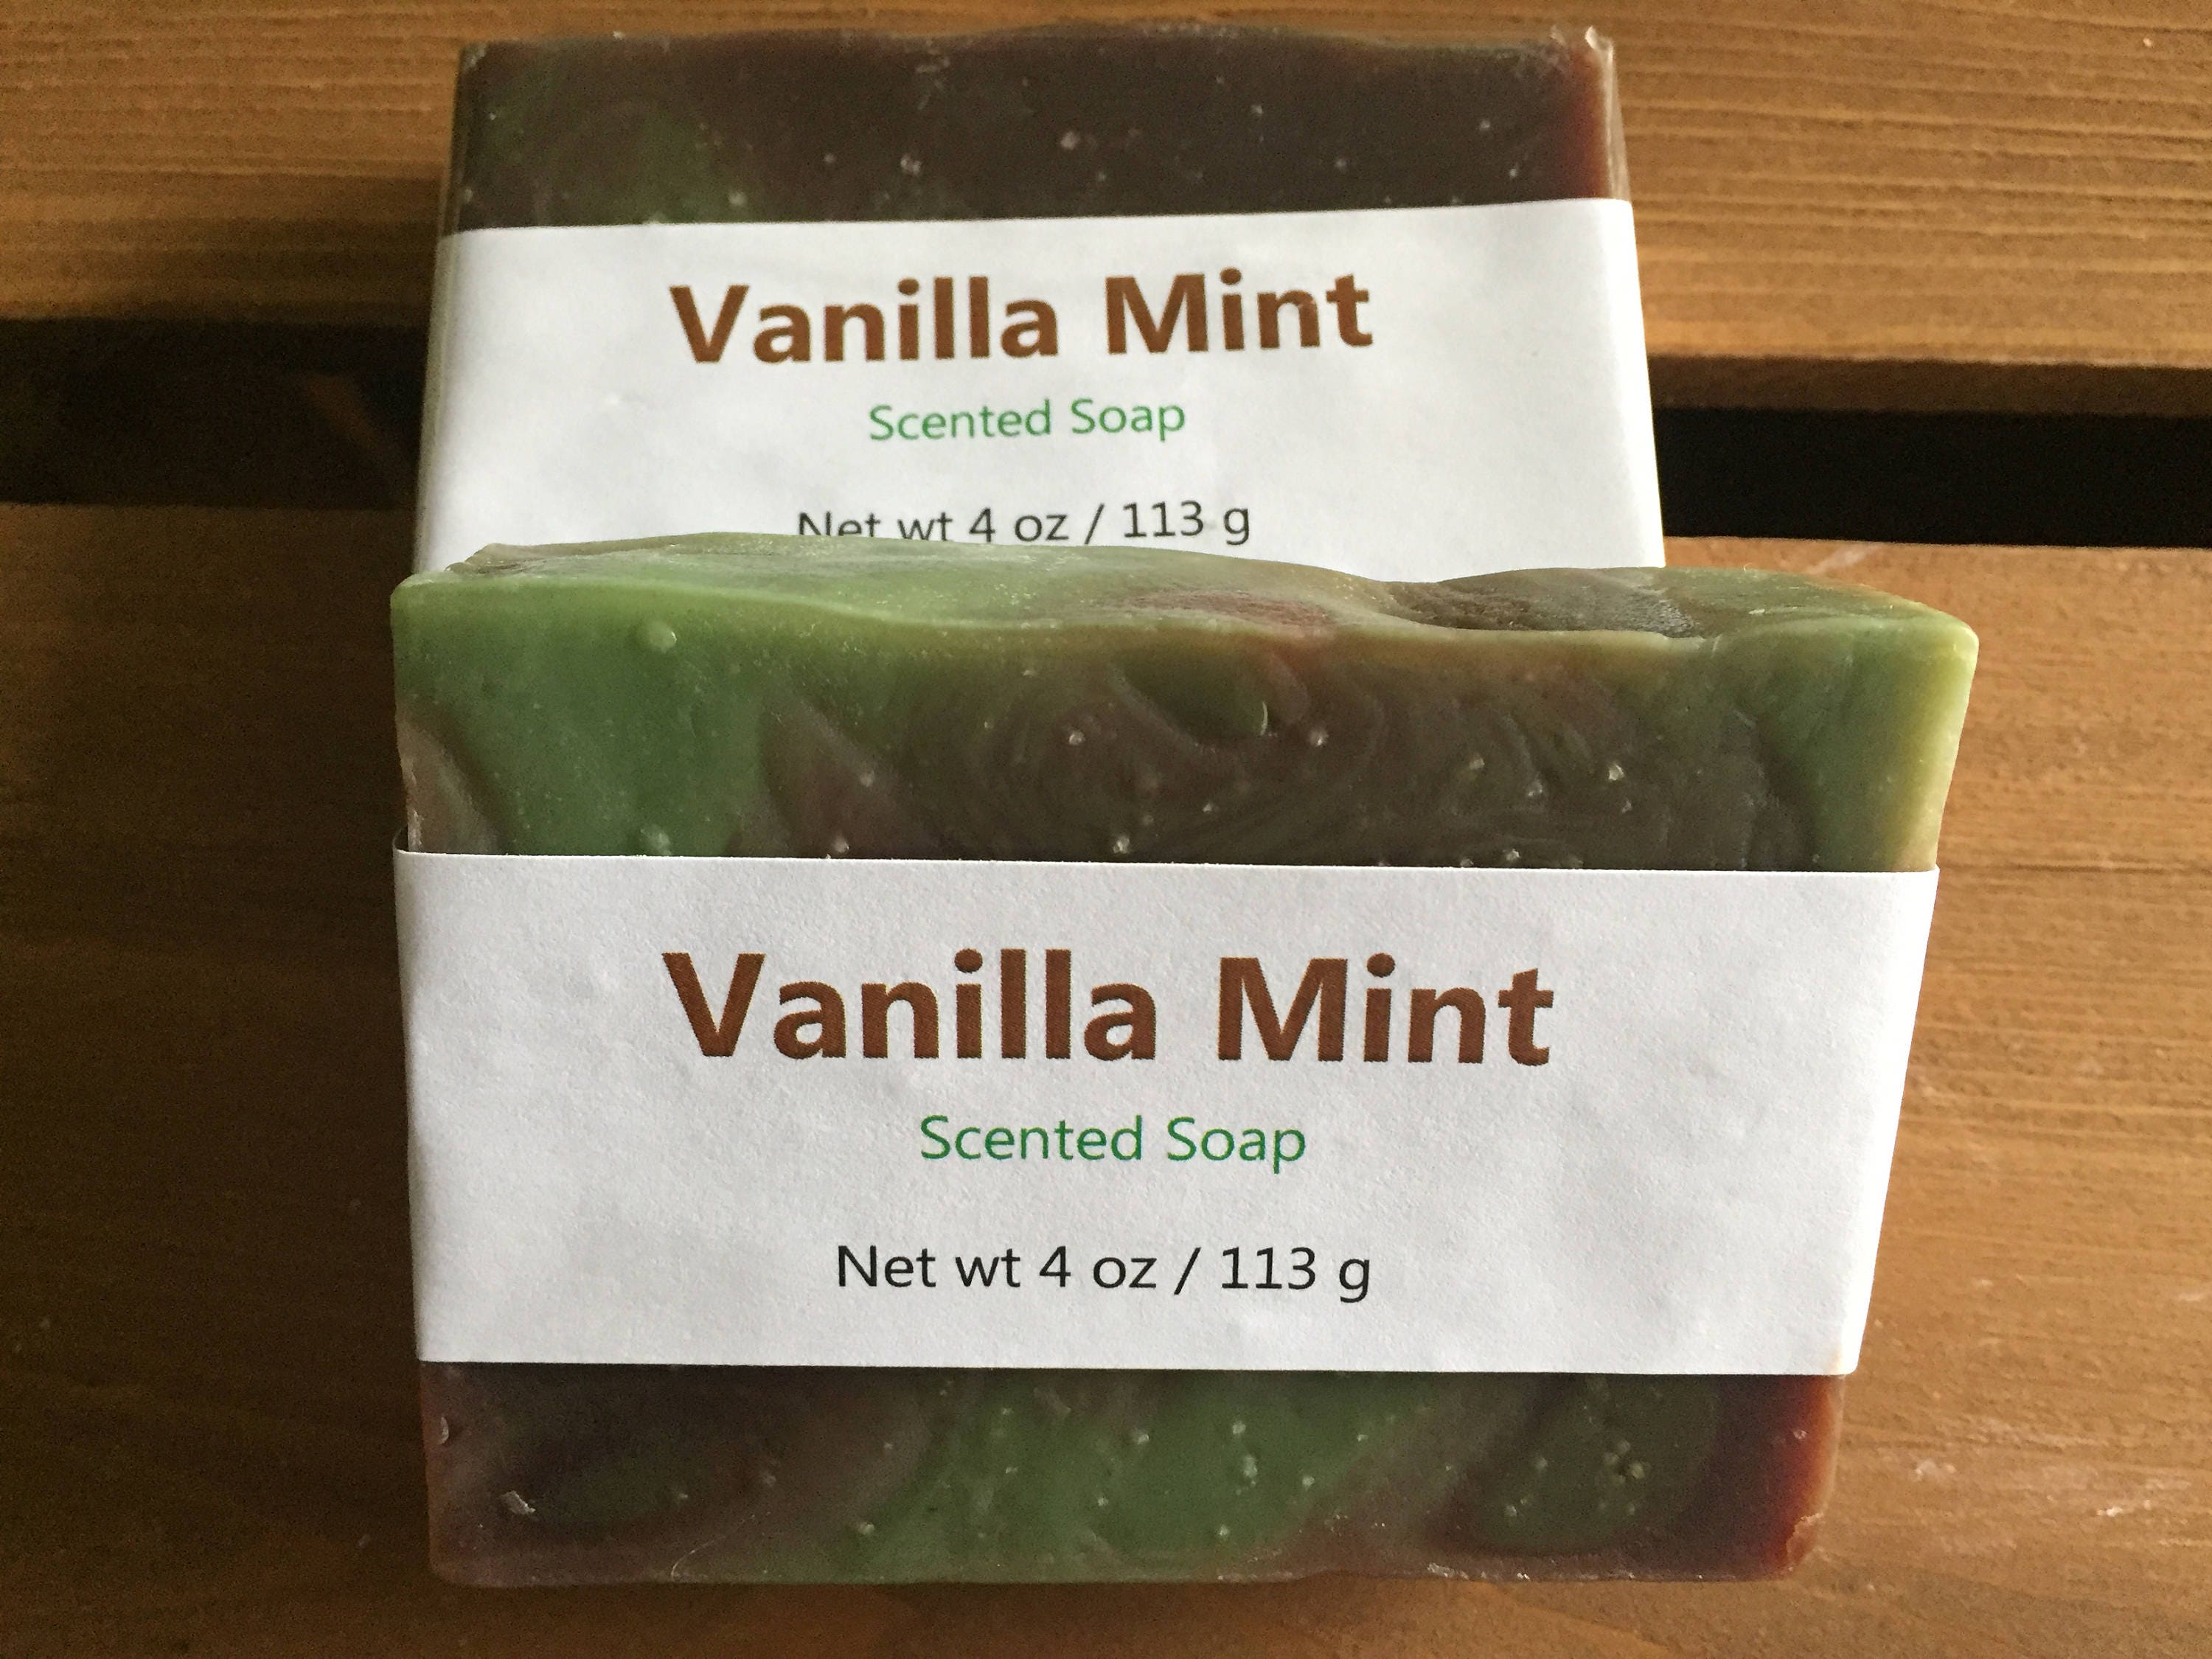 Vanilla Mint
Scented Soap
Net wt 4 oz / 113 g
Vanilla Mint
Scented Soap
Net wt 4 oz / 113 g